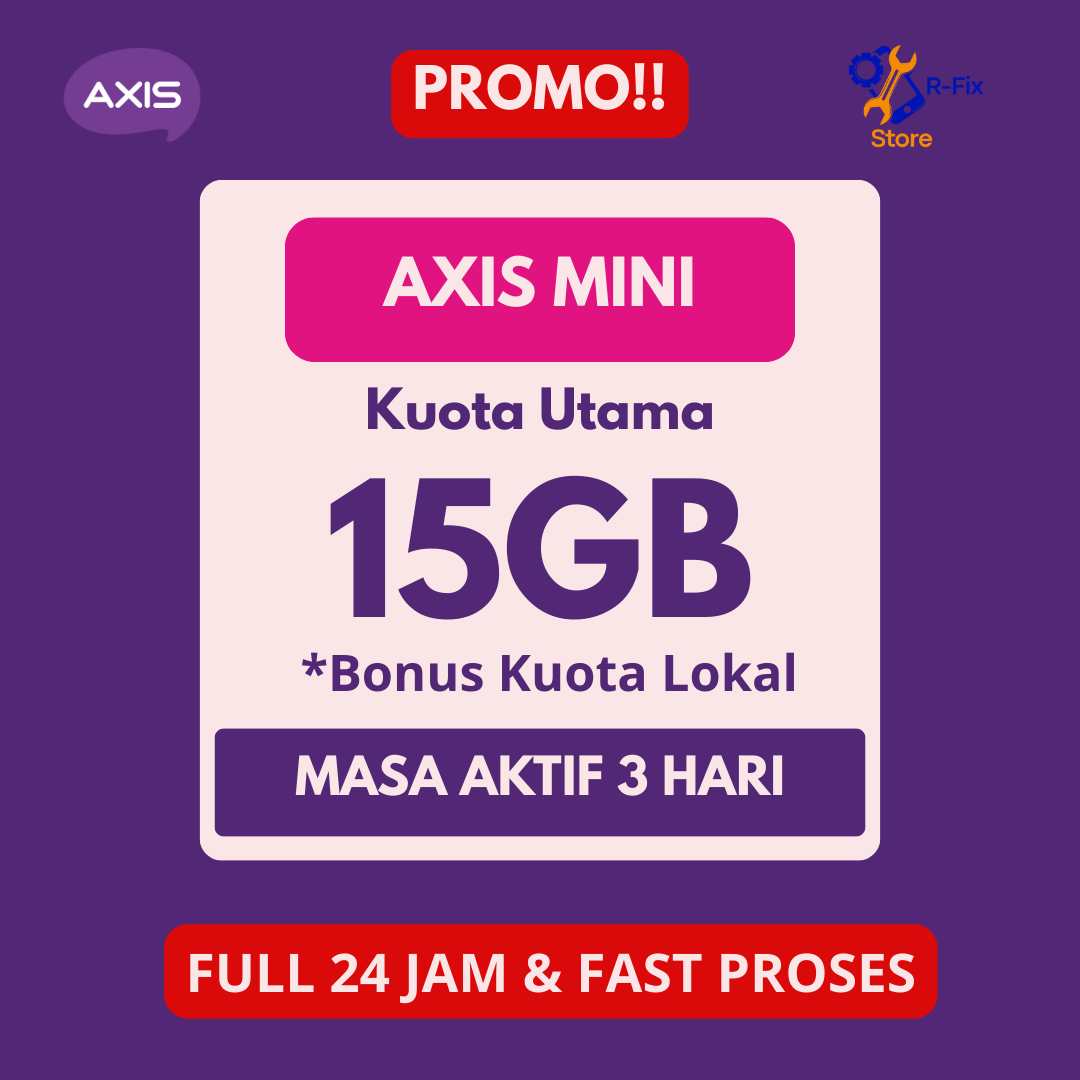 AXIS
PROMO!!
R-Fix
Store
AXIS MINI
Kuota Utama
15GB
*Bonus Kuota Lokal
MASA AKTIF 3 HARI
FULL 24 JAM & FAST PROSES